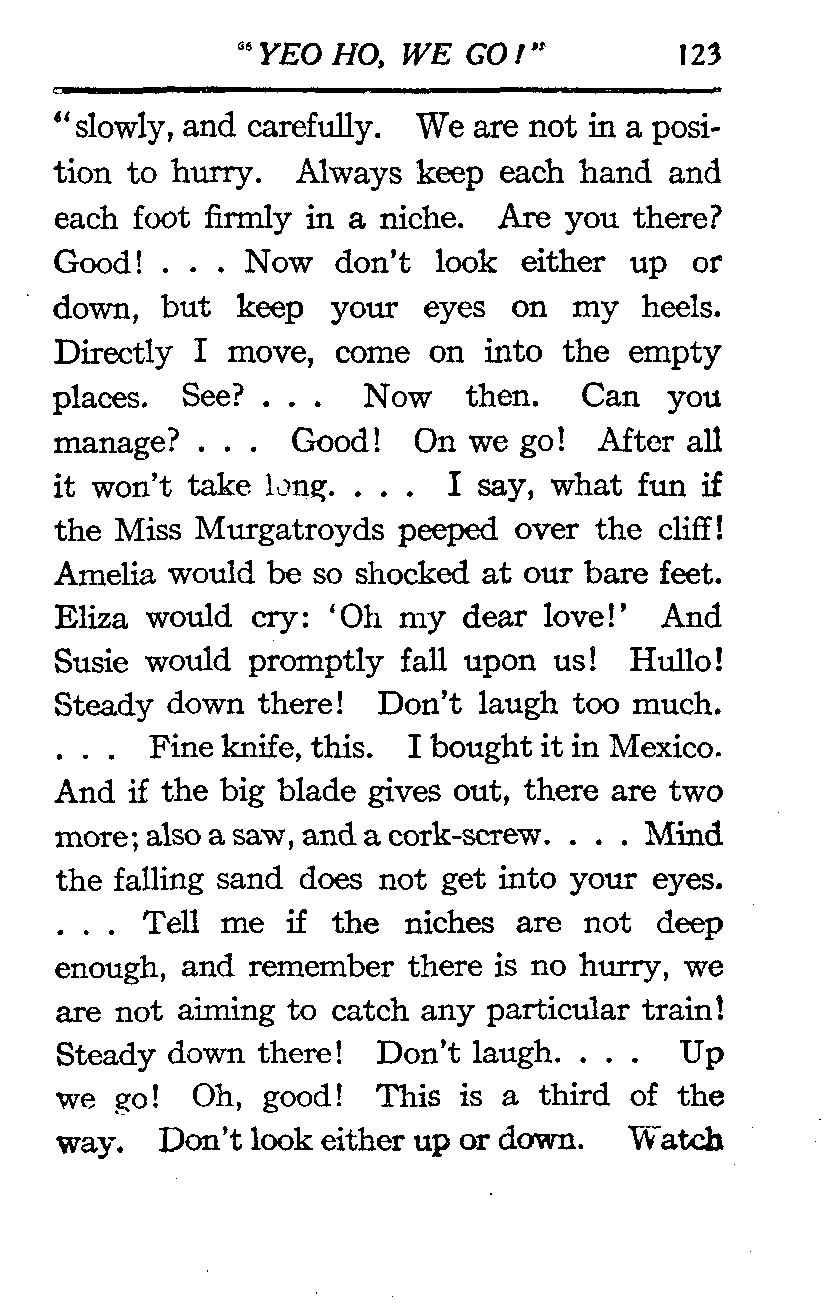 “YEO HO, WE GO!” 123
“slowly, and carefully. We are not in a posi-
tion to hurry. Always keep each hand and
each foot firmly in a niche. Are you there?
Good! . . . Now don't look either up or
down, but keep your eyes on my heels.
Directly I move, come on into the empty
places. See? . . . Now then. Can you
manage? . . . Good! On we go! After all
it won't take long. . . . I say, what fun if
the Miss Murgatroyds peeped over the cliff!
Amelia would be so shocked at our bare feet.
Eliza would cry: ‘Oh my dear love!’ And
Susie would promptly fall upon us! Hullo!
Steady down there! Don't laugh too much.
. . . Fine knife, this. I bought it in Mexico.
And if the big blade gives out, there are two
more; also a saw, and a cork-screw. . . . Mind
the falling sand does not get into your eyes.
. . . Tell me if the niches are not deep
enough, and remember there is no hurry, we
are not aiming to catch any particular train!
Steady down there! Don't laugh. . . . Up
we go! Oh, good! This is a third of the
way. Don't look either up or down. Watch